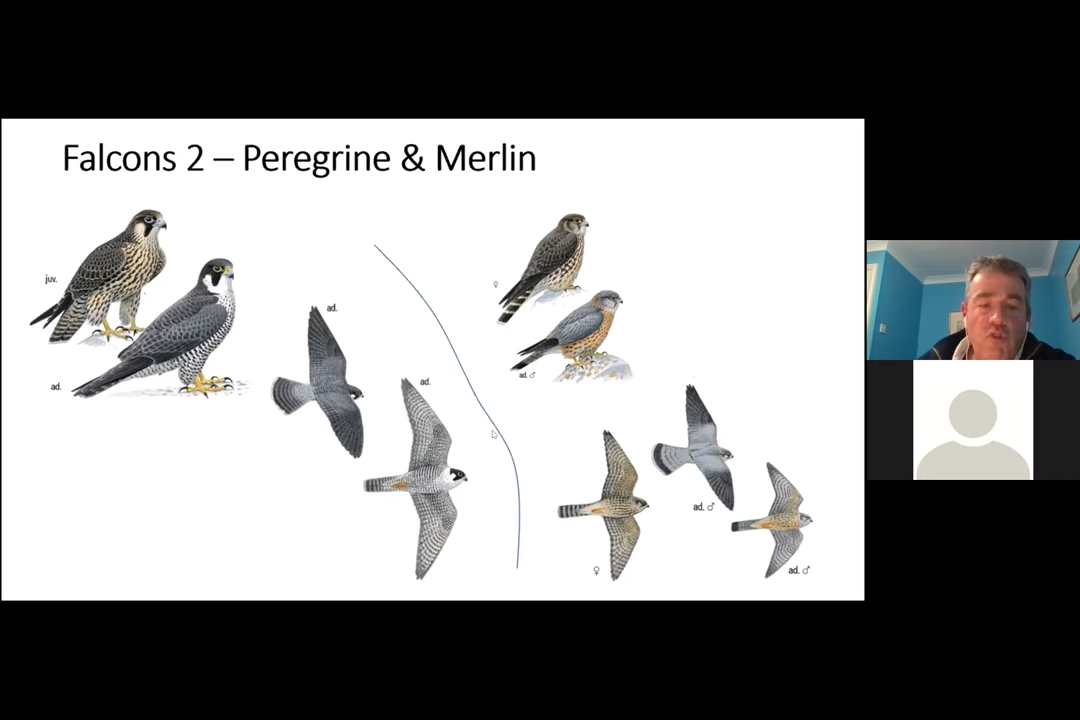 Falcons 2 – Peregrine & Merlin
juv.
ad.
ad.
ad.
♀
ad. ♂
ad. ♂
♀
ad. ♂